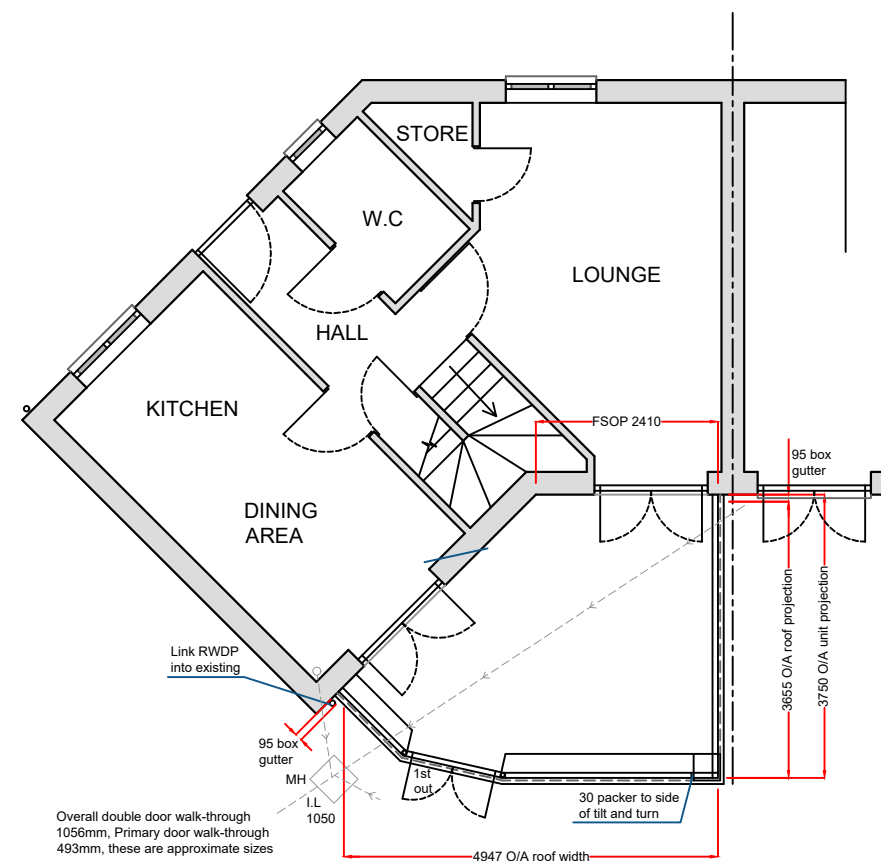 STORE
W.C
LOUNGE
HALL
KITCHEN
FSOP 2410
95 box
gutter
DINING
AREA
3655 O/A roof projection
3750 O/A unit projection
Link RWDP
into existing
95 box
gutter
MH
I.L
1050
1st
out
30 packer to side
of tilt and turn
Overall double door walk-through
1056mm, Primary door walk-through
493mm, these are approximate sizes
4947 O/A roof width